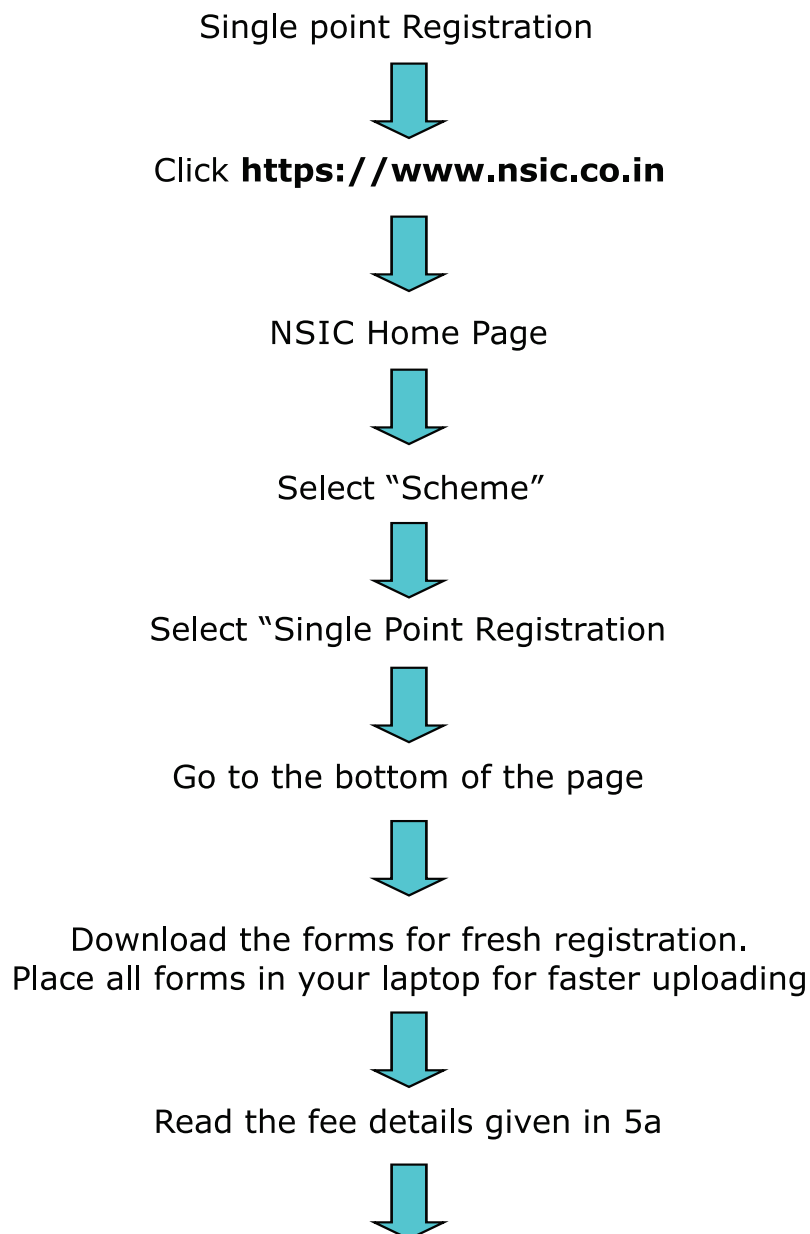 Single point Registration
Click https://www.nsic.co.in
NSIC Home Page
Select “Scheme”
Select “Single Point Registration
Go to the bottom of the page
Download the forms for fresh registration.
Place all forms in your laptop for faster uploading
Read the fee details given in 5a